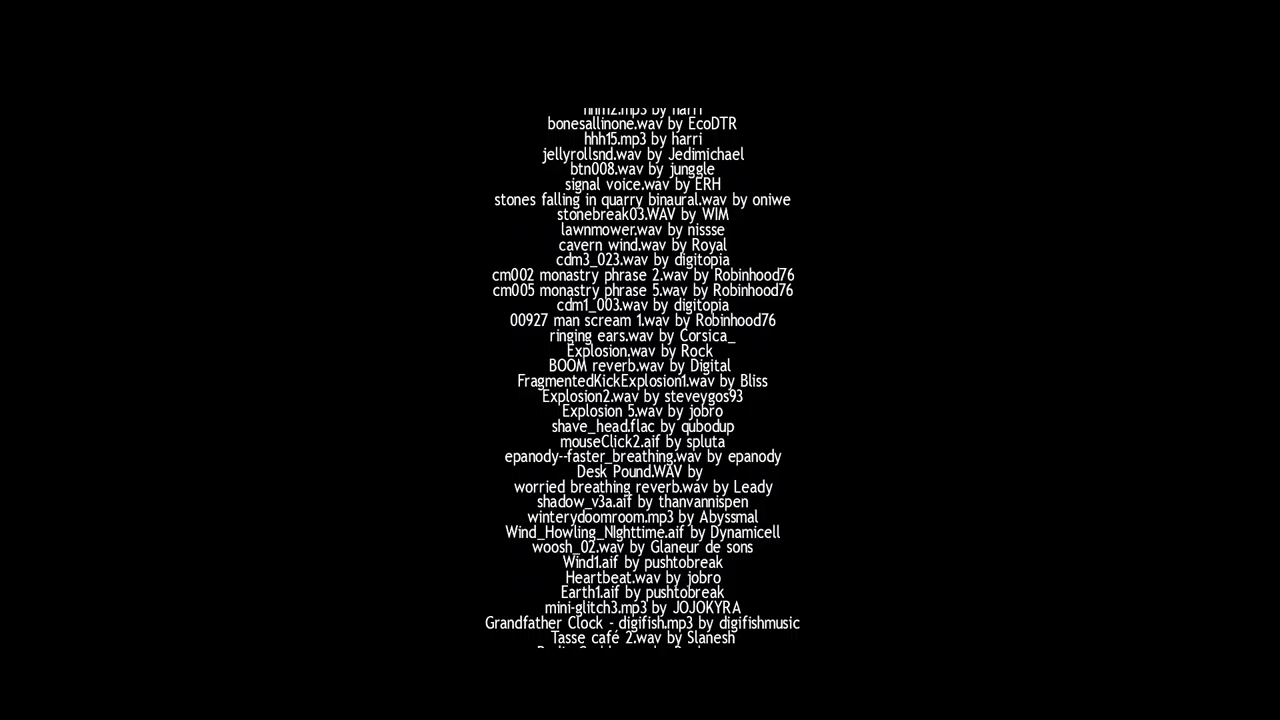 bonesallinone.wav by EcoDTR
hhh15.mp3 by harri
jellyrollsnd.wav by Jedimichael
btn008.wav by junggle
signal voice.wav by ERH
stones falling in quarry binaural.wav by oniwe
stonebreak03.WAV by WIM
lawnmower.wav by nissse
cavern wind.wav by Royal
cdm3_023.wav by digitopia
cm002 monastry phrase 2.wav by Robinhood76
cm005 monastry phrase 5.wav by Robinhood76
cdm1_003.wav by digitopia
00927 man scream 1.wav by Robinhood76
ringing ears.wav by Corsica_
Explosion.wav by Rock
BOOM reverb.wav by Digital
FragmentedKickExplosion1.wav by Bliss
Explosion2.wav by steveygos93
Explosion 5.wav by jobro
shave_head.flac by qubodup
mouseClick2.aif by spluta
epanody--faster_breathing.wav by epanody
Desk Pound.WAV by
worried breathing reverb.wav by Leady
shadow_v3a.aif by thanvannispen
winterydoomroom.mp3 by Abyssmal
Wind_Howling_NIghttime.aif by Dynamicell
woosh_02.wav by Glaneur de sons
Wind1.aif by pushtobreak
Heartbeat.wav by jobro
Earth1.aif by pushtobreak
mini-glitch3.mp3 by JOJOKYRA
Grandfather Clock - digifish.mp3 by digifishmusic
Tasse café 2.wav by Slanesh